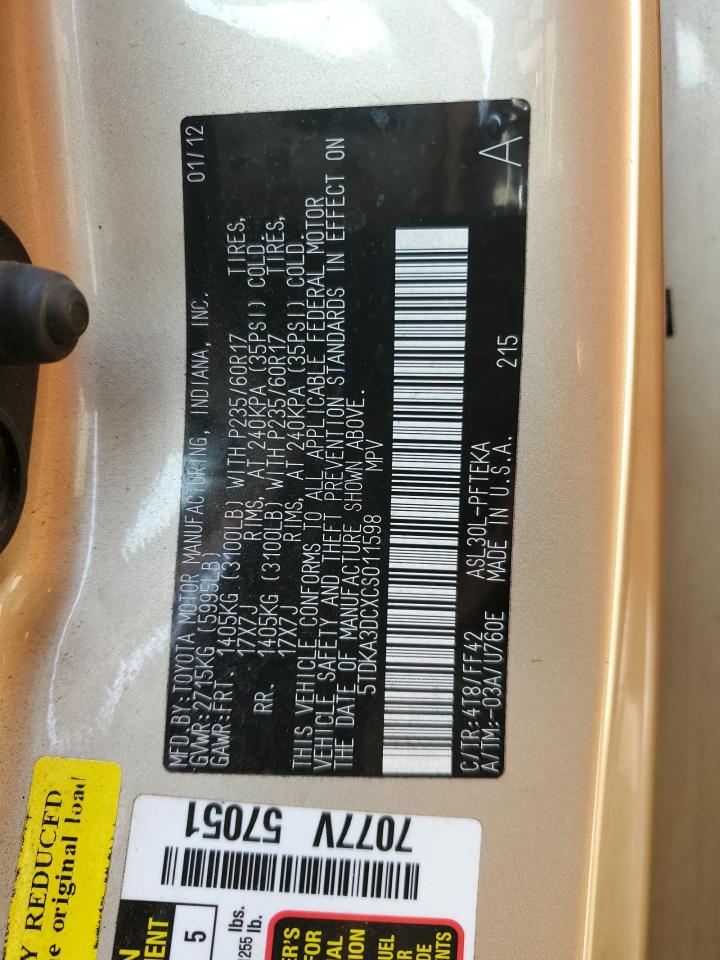 MFD.BY:TOYOTA MOTOR MANUFACTURING, INDIANA, INC. 01/12
GVWR:2715KG (5995LB)
GAWR:FRT. 1405KG (3100LB) WITH P235/60R17 TIRES,
17X7J RIMS, AT 240KPA (35PSI) COLD.
RR. 1405KG (3100LB) WITH P235/60R17 TIRES,
17X7J RIMS, AT 240KPA (35PSI) COLD.
THIS VEHICLE CONFORMS TO ALL APPLICABLE FEDERAL MOTOR
VEHICLE SAFETY AND THEFT PREVENTION STANDARDS IN EFFECT ON
THE DATE OF MANUFACTURE SHOWN ABOVE.
5TDKA3DCXCS011598 MPV
C/TR:4T8/FF42 ASL30L-PFTEKA 215 A
A/TM:-03A/U760E MADE IN U.S.A.
7077V 57051
Y REDUCED
original load
5
lbs.
1255 lb.
ER'S
FOR